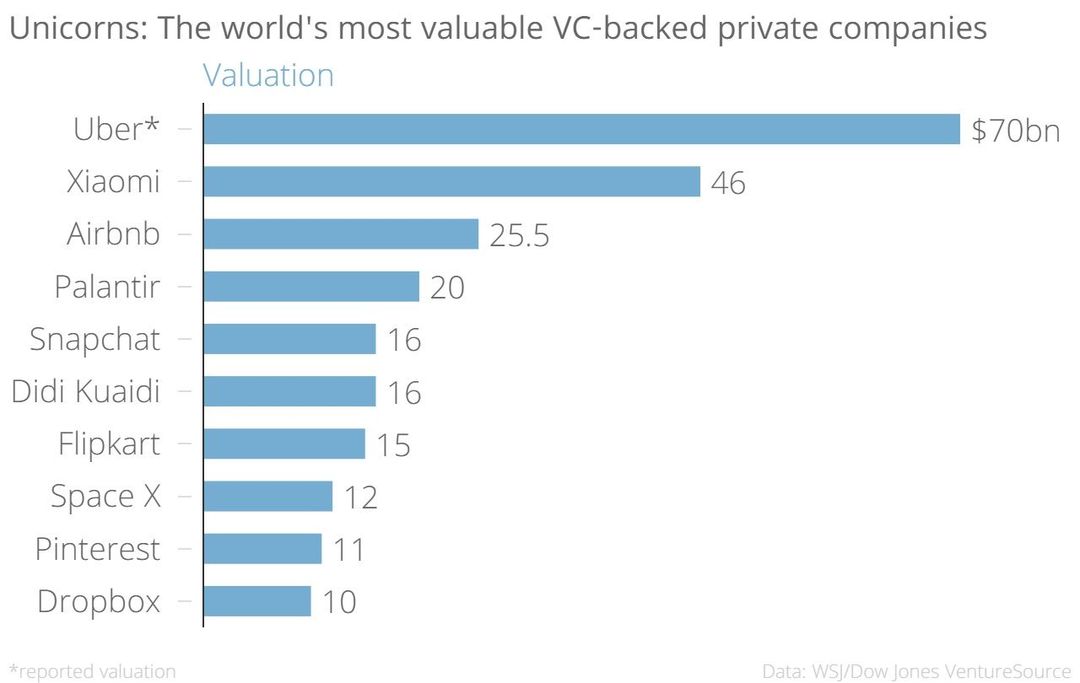 Unicorns: The world's most valuable VC-backed private companies
Valuation
Uber* $70bn
Xiaomi 46
Airbnb 25.5
Palantir 20
Snapchat 16
Didi Kuaidi 16
Flipkart 15
Space X 12
Pinterest 11
Dropbox 10
*reported valuation
Data: WSJ/Dow Jones VentureSource